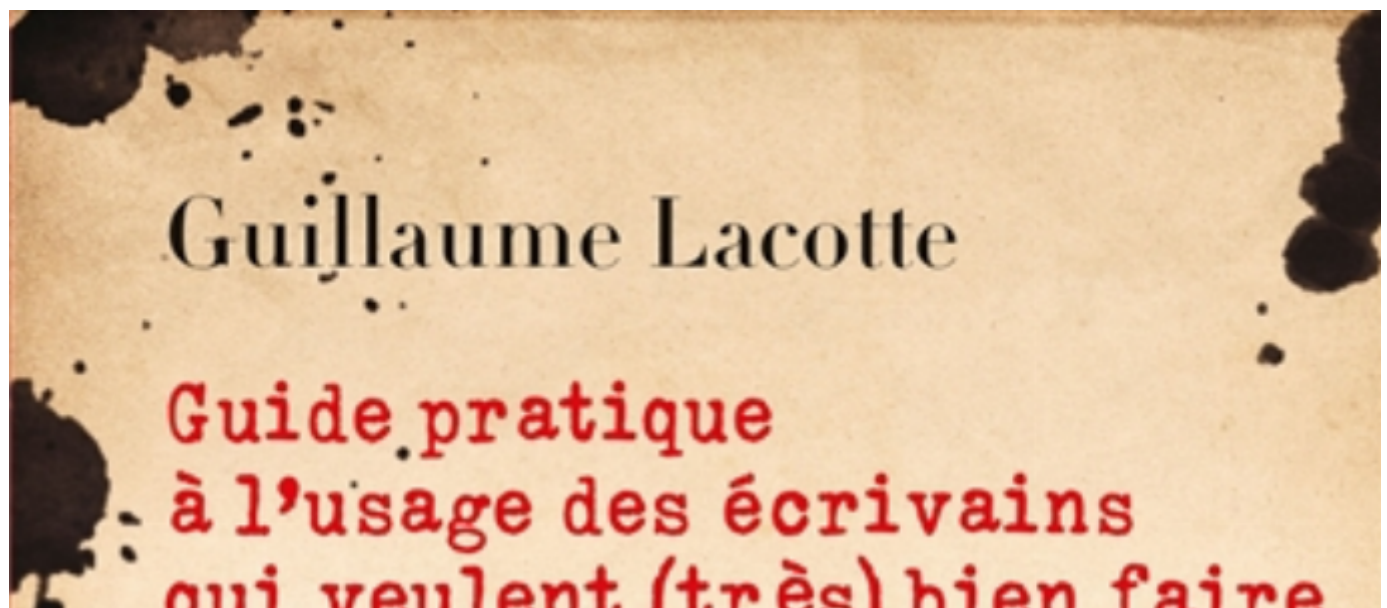 Guillaume Lacotte
Guide pratique
à l’usage des écrivains
qui veulent (très) bien faire